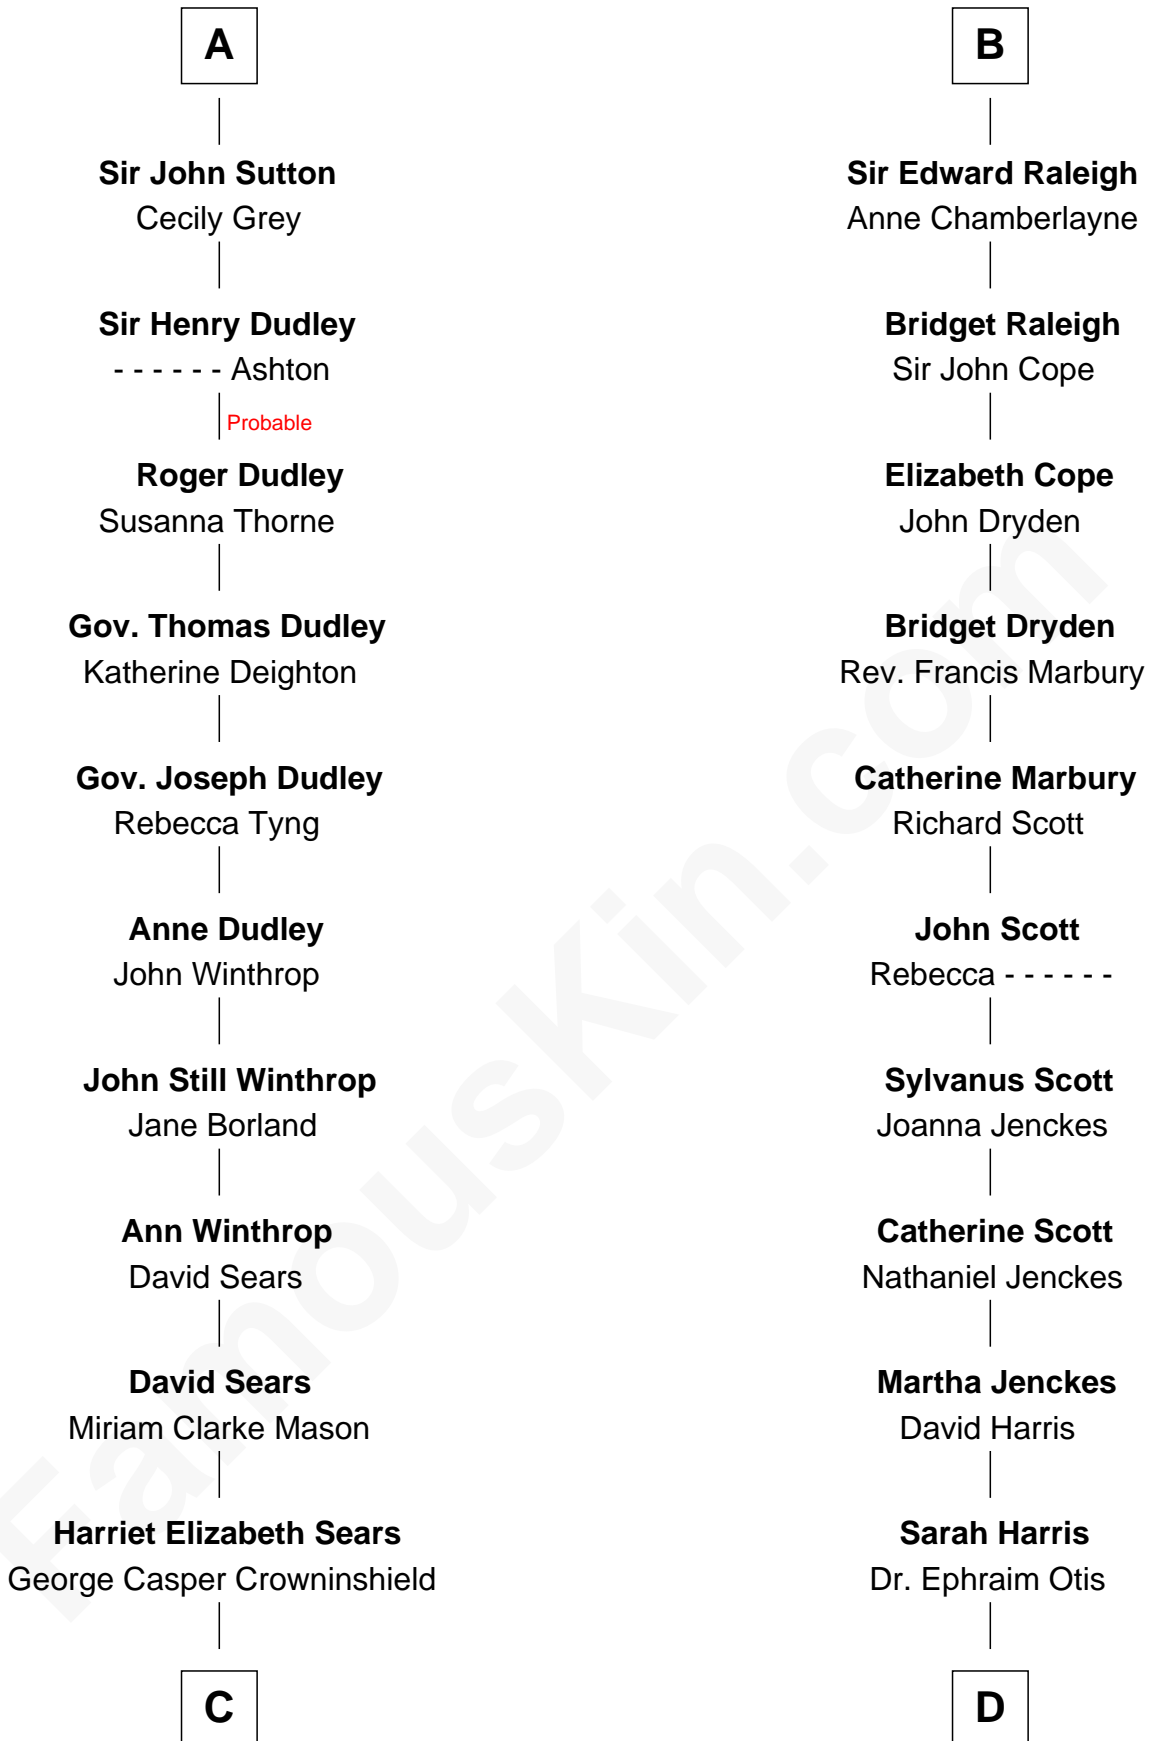 A
Sir John Sutton
Cecily Grey
Sir Henry Dudley
- - - - - - Ashton
Probable
Roger Dudley
Susanna Thorne
Gov. Thomas Dudley
Katherine Deighton
Gov. Joseph Dudley
Rebecca Tyng
Anne Dudley
John Winthrop
John Still Winthrop
Jane Borland
Ann Winthrop
David Sears
David Sears
Miriam Clarke Mason
Harriet Elizabeth Sears
George Casper Crowninshield
C
B
Sir Edward Raleigh
Anne Chamberlayne
Bridget Raleigh
Sir John Cope
Elizabeth Cope
John Dryden
Bridget Dryden
Rev. Francis Marbury
Catherine Marbury
Richard Scott
John Scott
Rebecca - - - - - -
Sylvanus Scott
Joanna Jenckes
Catherine Scott
Nathaniel Jenckes
Martha Jenckes
David Harris
Sarah Harris
Dr. Ephraim Otis
D
FamousKin.com